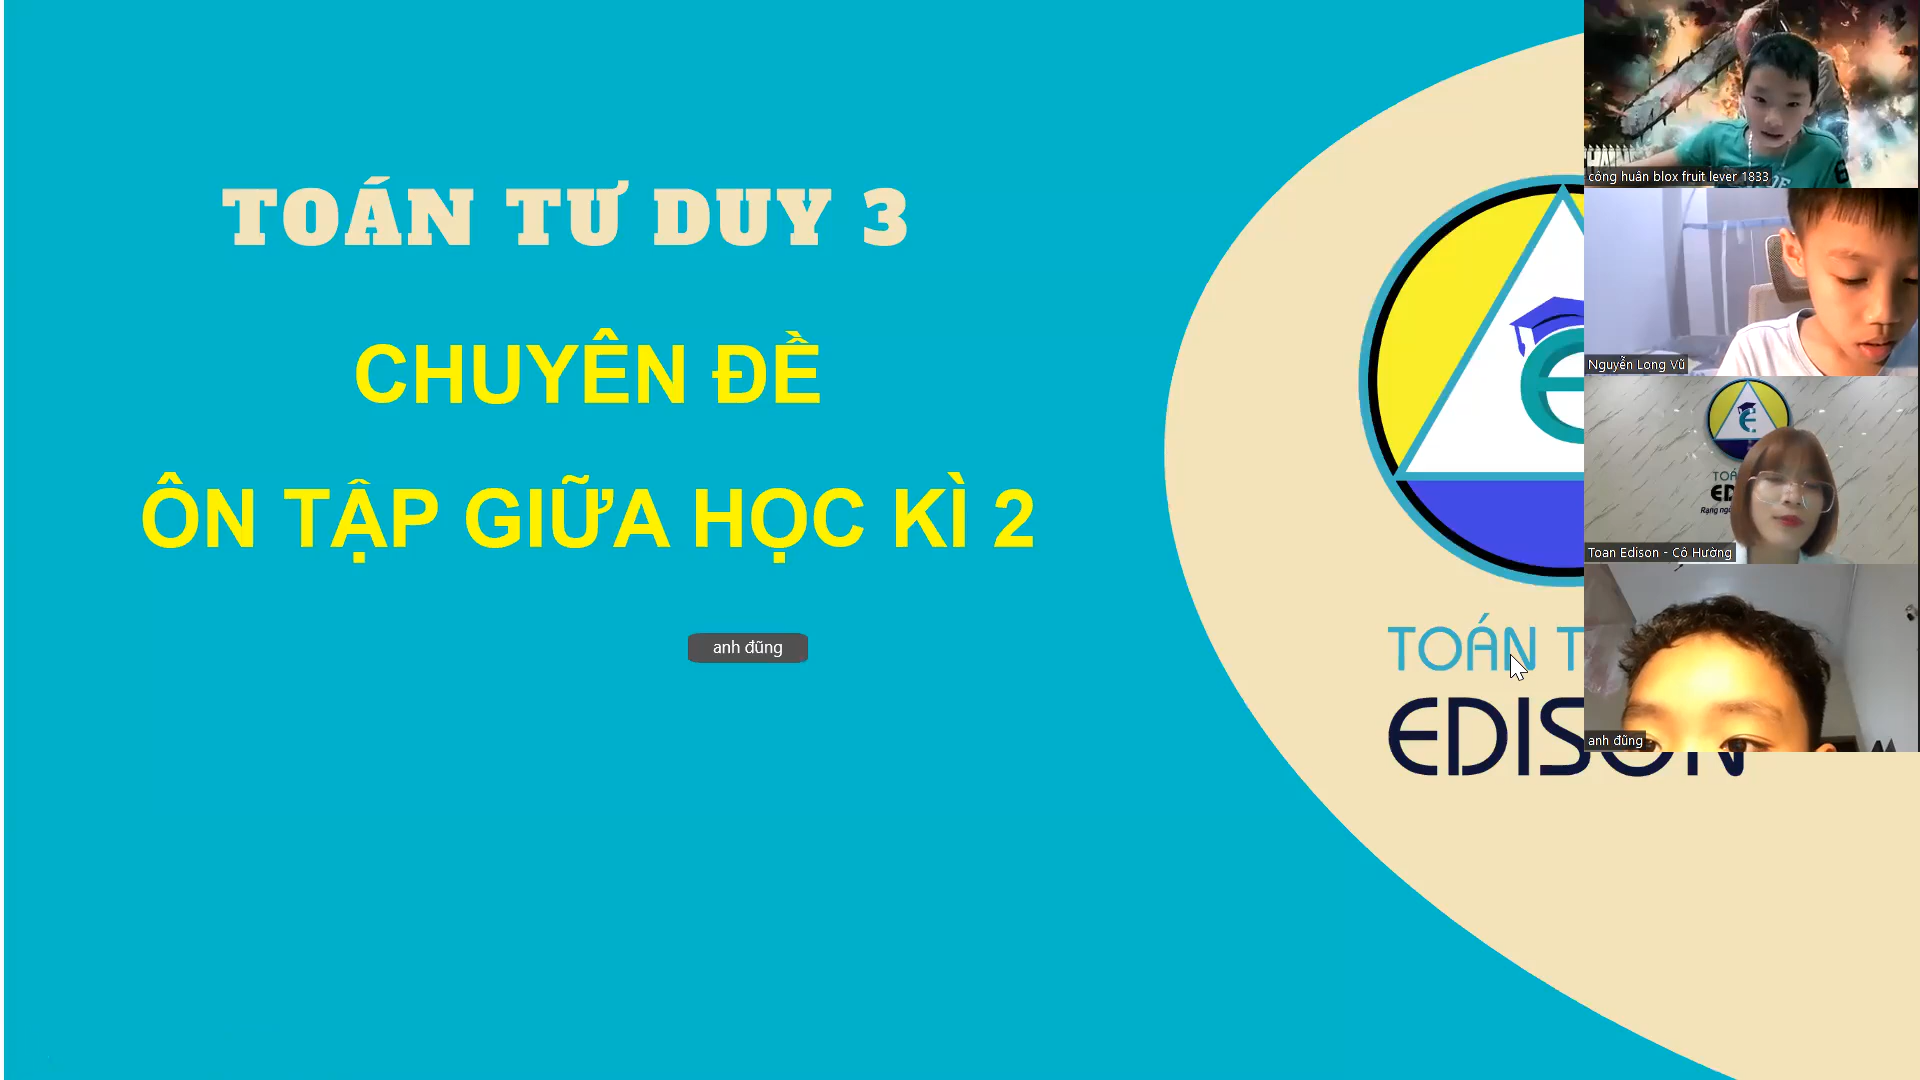 TOÁN TƯ DUY 3
CHUYÊN ĐỀ
ÔN TẬP GIỮA HỌC KÌ 2
anh đũng
TOÁN T
EDISON
công huân blox fruit lever 1833
Nguyễn Long Vũ
Toan Edison - Cô Hường
anh đũng